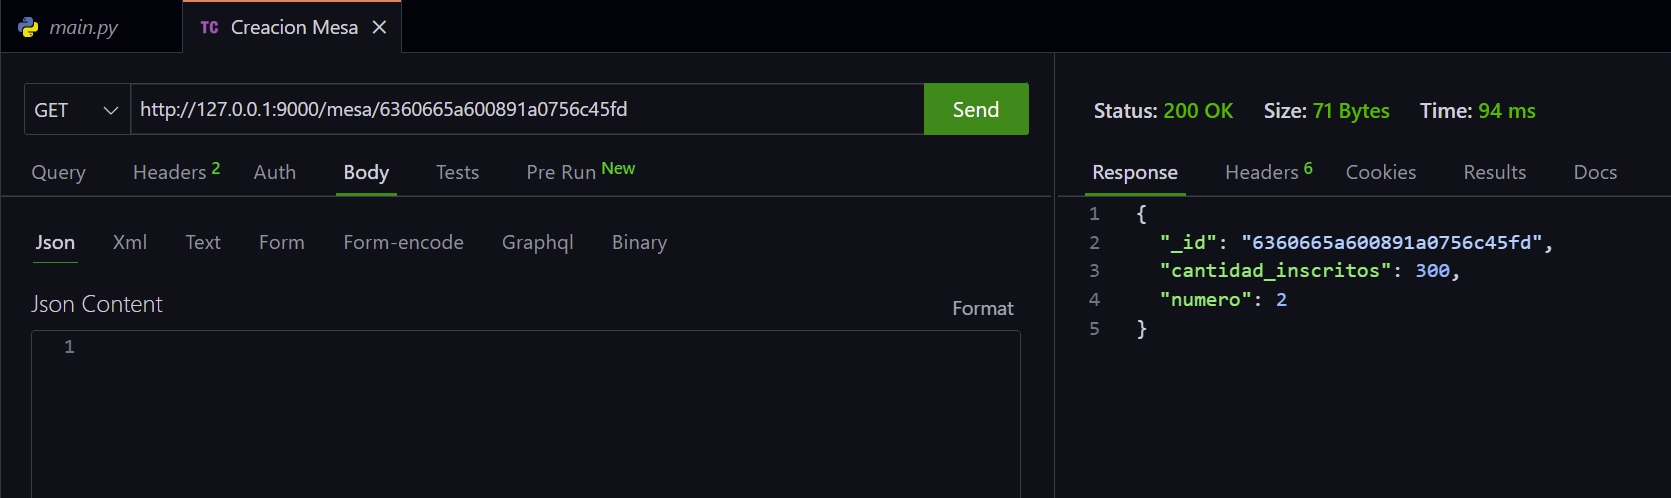 main.py
TC Creacion Mesa
GET http://127.0.0.1:9000/mesa/6360665a600891a0756c45fd Send
Query Headers 2 Auth Body Tests Pre Run New
Json Xml Text Form Form-encode Graphql Binary
Json Content Format
1
Status: 200 OK Size: 71 Bytes Time: 94 ms
Response Headers 6 Cookies Results Docs
1 {
2 "_id": "6360665a600891a0756c45fd",
3 "cantidad_inscritos": 300,
4 "numero": 2
5 }